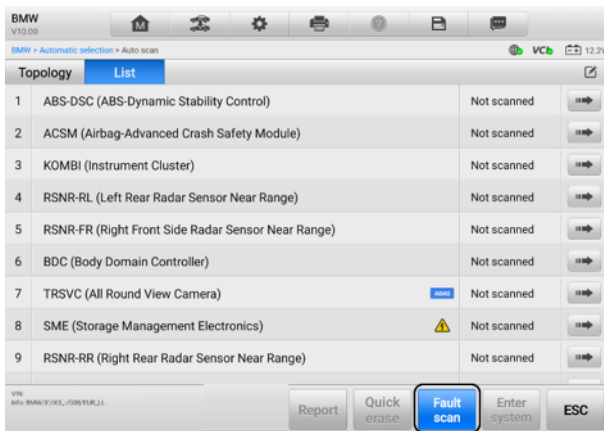 BMW
V10.00
BMW > Automatic selection > Auto scan
VCb 12.2V
Topology List
1 ABS-DSC (ABS-Dynamic Stability Control) Not scanned
2 ACSM (Airbag-Advanced Crash Safety Module) Not scanned
3 KOMBI (Instrument Cluster) Not scanned
4 RSNR-RL (Left Rear Radar Sensor Near Range) Not scanned
5 RSNR-FR (Right Front Side Radar Sensor Near Range) Not scanned
6 BDC (Body Domain Controller) Not scanned
7 TRSVC (All Round View Camera) ADAS Not scanned
8 SME (Storage Management Electronics) Not scanned
9 RSNR-RR (Right Rear Radar Sensor Near Range) Not scanned
VIN:
Report Quick erase Fault scan Enter system ESC